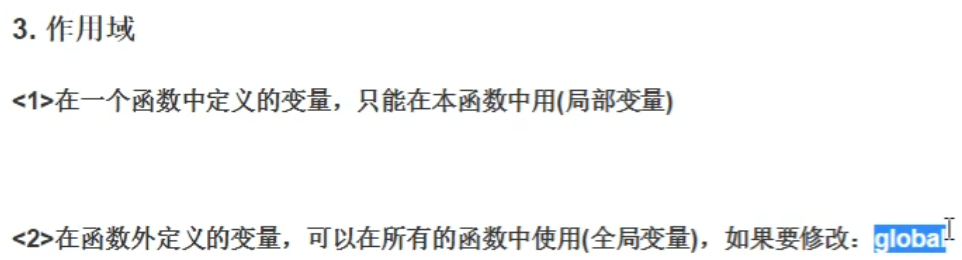 3. 作用域
<1>在一个函数中定义的变量，只能在本函数中用(局部变量)
<2>在函数外定义的变量，可以在所有的函数中使用(全局变量)，如果要修改：global